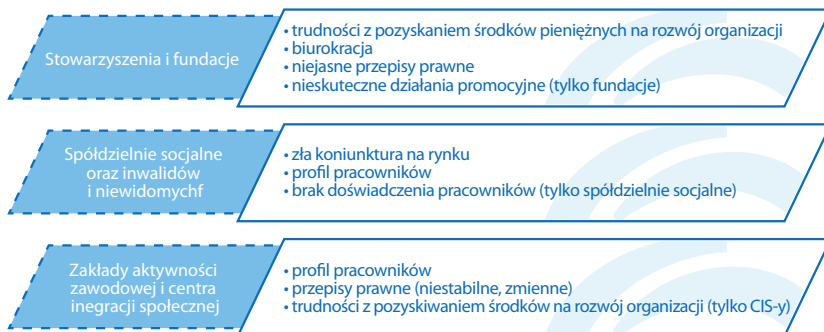 Stowarzyszenia i fundacje
• trudności z pozyskaniem środków pieniężnych na rozwój organizacji
• biurokracja
• niejasne przepisy prawne
• nieskuteczne działania promocyjne (tylko fundacje)
Spółdzielnie socjalne
oraz inwalidów
i niewidomychf
• zła koniunktura na rynku
• profil pracowników
• brak doświadczenia pracowników (tylko spółdzielnie socjalne)
Zakłady aktywności
zawodowej i centra
inegracji społecznej
• profil pracowników
• przepisy prawne (niestabilne, zmienne)
• trudności z pozyskiwaniem środków na rozwój organizacji (tylko CIS-y)